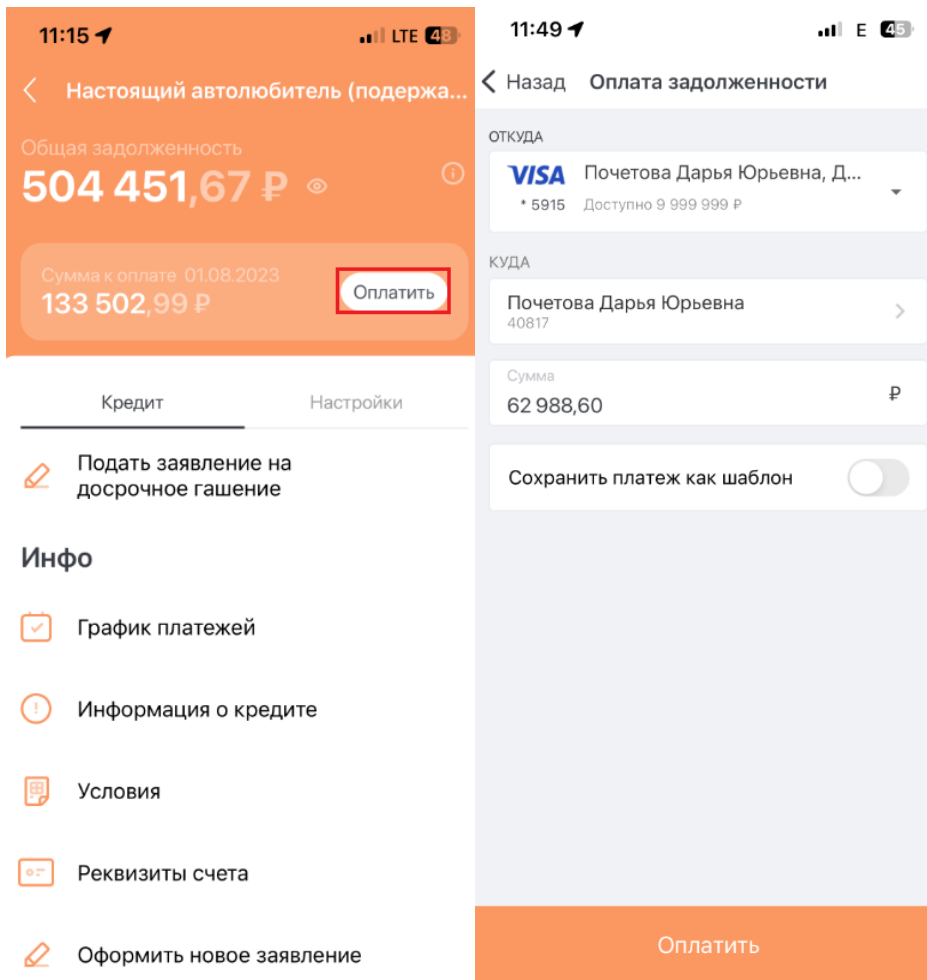 11:15
LTE 48
Настоящий автолюбитель (подержа...
Общая задолженность
504 451,67 ₽
Сумма к оплате 01.08.2023
133 502,99 ₽
Оплатить
Кредит
Настройки
Подать заявление на
досрочное гашение
Инфо
График платежей
Информация о кредите
Условия
Реквизиты счета
Оформить новое заявление
11:49
E 45
Назад
Оплата задолженности
ОТКУДА
VISA
Почетова Дарья Юрьевна, Д...
* 5915
Доступно 9 999 999 ₽
КУДА
Почетова Дарья Юрьевна
40817
Сумма
62 988,60
₽
Сохранить платеж как шаблон
Оплатить